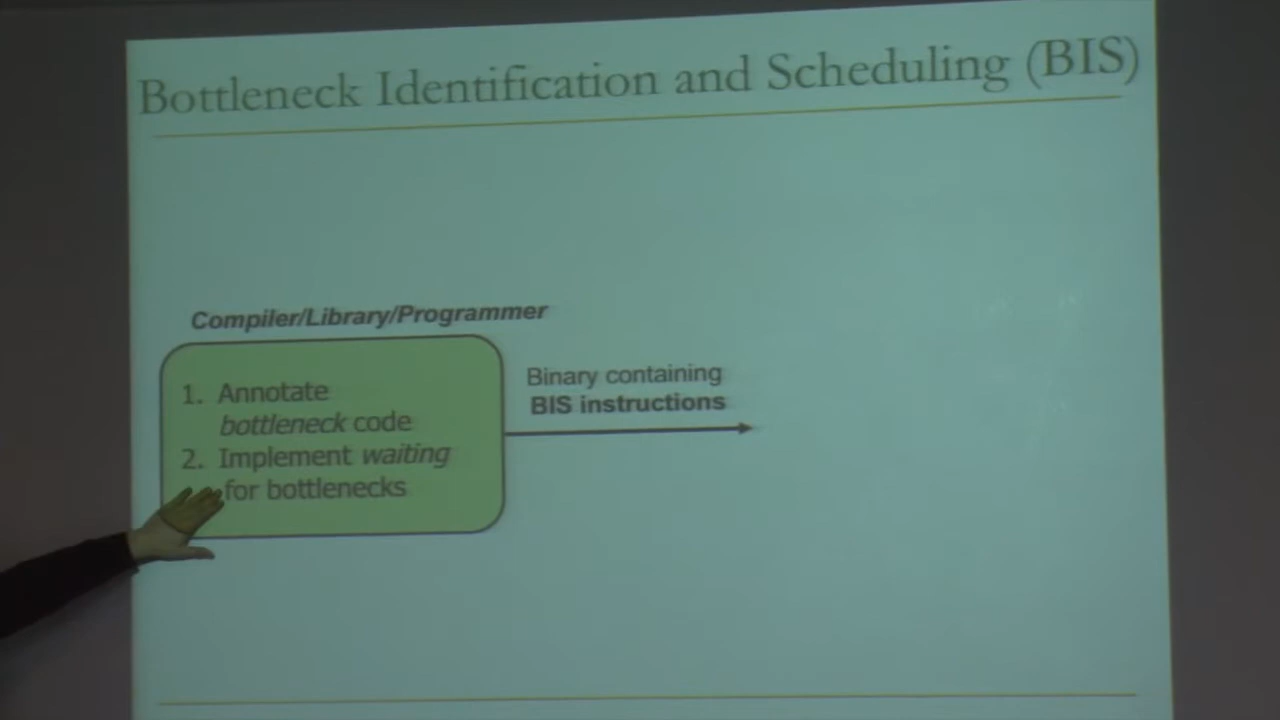 Bottleneck Identification and Scheduling (BIS)
Compiler/Library/Programmer
1. Annotate
bottleneck code
2. Implement waiting
for bottlenecks
Binary containing
BIS instructions